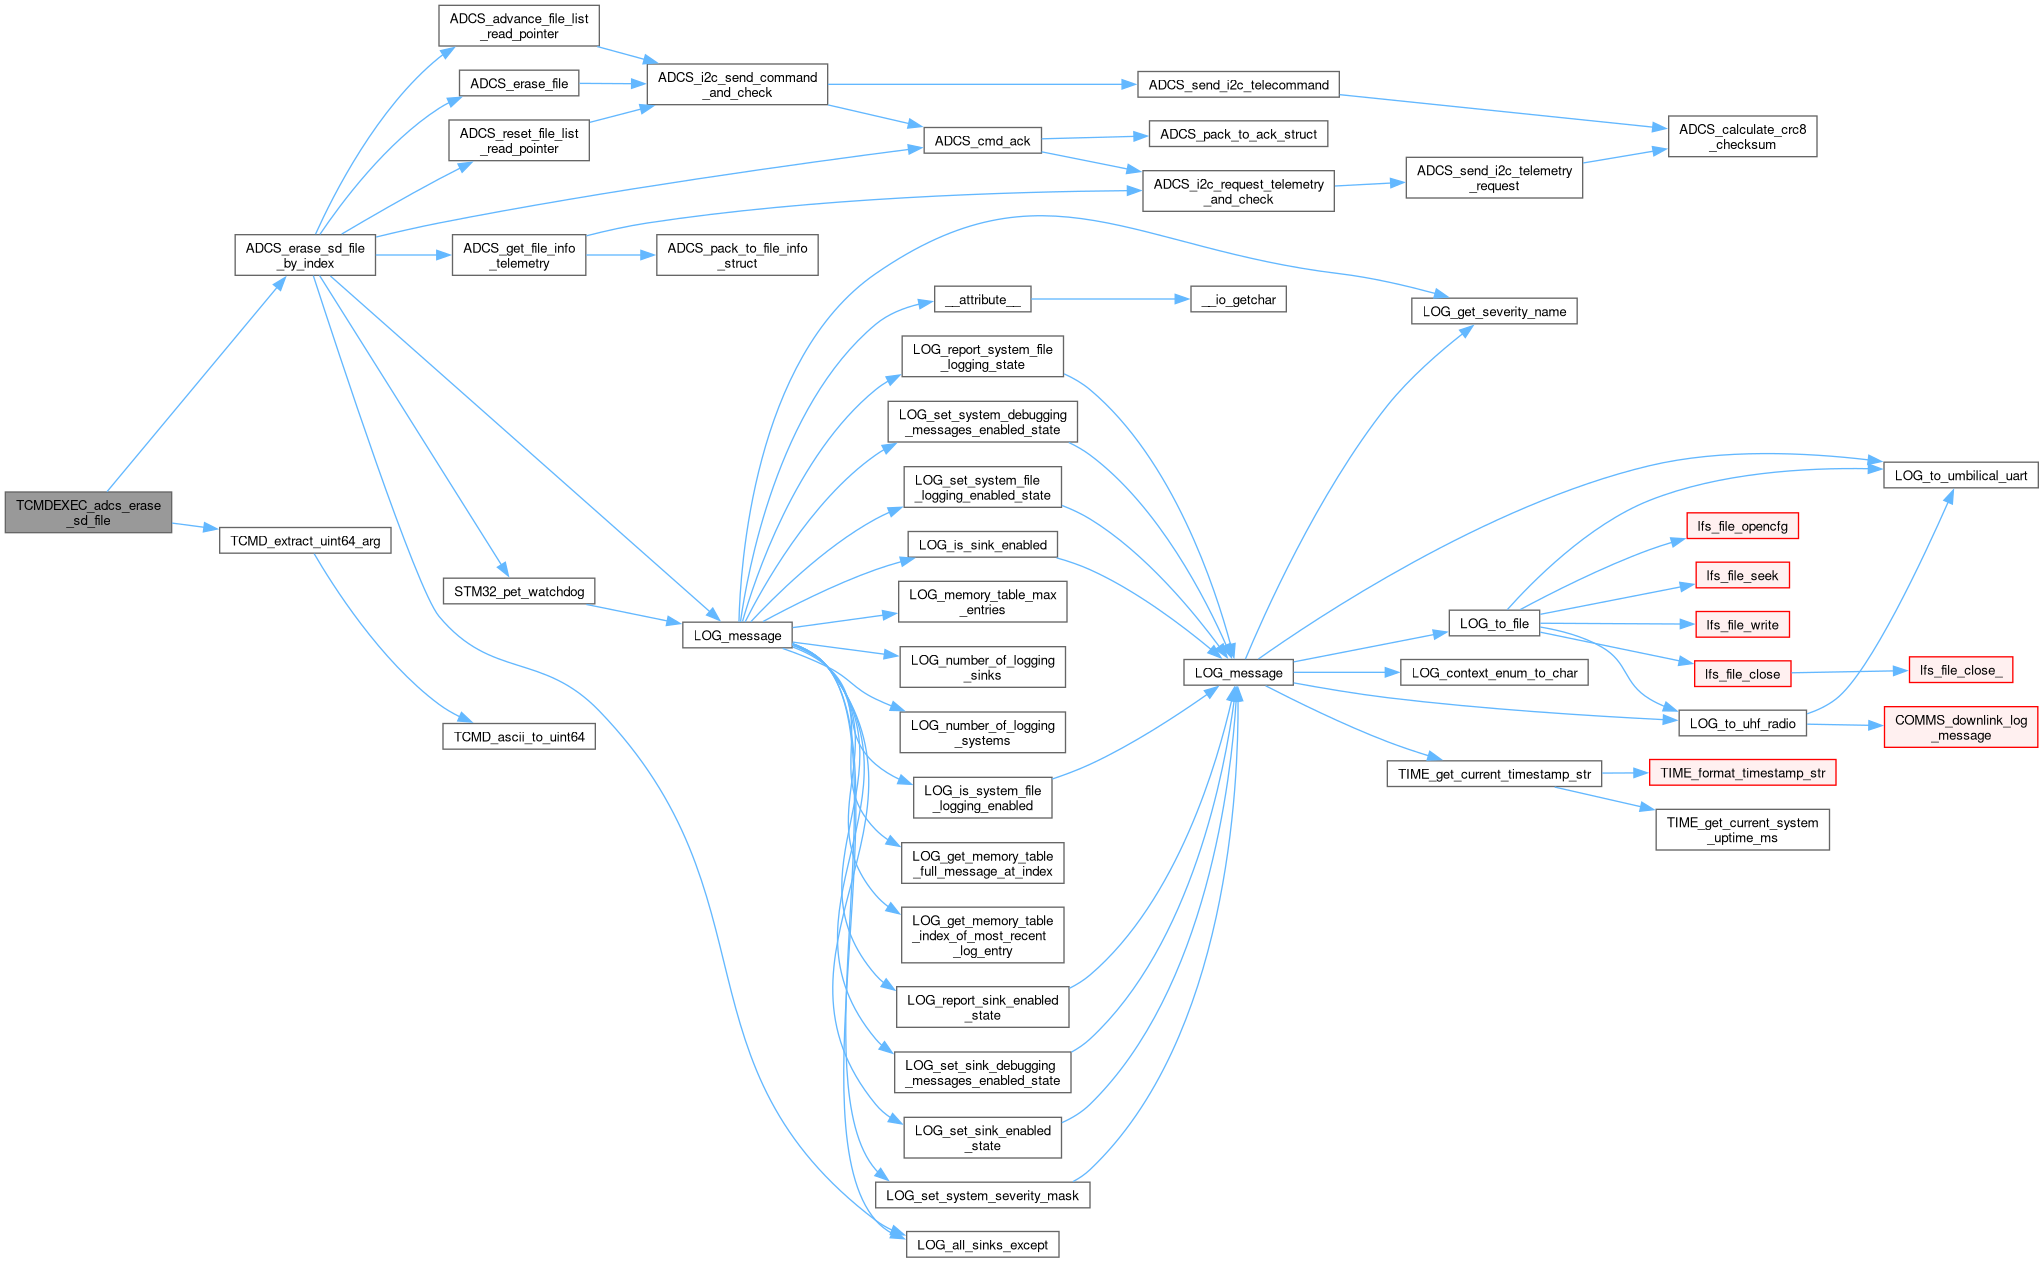 ADCS_advance_file_list
_read_pointer
ADCS_erase_file
ADCS_reset_file_list
_read_pointer
ADCS_i2c_send_command
_and_check
ADCS_send_i2c_telecommand
ADCS_cmd_ack
ADCS_pack_to_ack_struct
ADCS_calculate_crc8
_checksum
ADCS_i2c_request_telemetry
_and_check
ADCS_send_i2c_telemetry
_request
ADCS_erase_sd_file
_by_index
ADCS_get_file_info
_telemetry
ADCS_pack_to_file_info
_struct
__attribute__
__io_getchar
LOG_get_severity_name
LOG_report_system_file
_logging_state
LOG_set_system_debugging
_messages_enabled_state
LOG_set_system_file
_logging_enabled_state
LOG_is_sink_enabled
LOG_memory_table_max
_entries
LOG_number_of_logging
_sinks
LOG_number_of_logging
_systems
LOG_is_system_file
_logging_enabled
LOG_get_memory_table
_full_message_at_index
LOG_get_memory_table
_index_of_most_recent
_log_entry
LOG_report_sink_enabled
_state
LOG_set_sink_debugging
_messages_enabled_state
LOG_set_sink_enabled
_state
LOG_set_system_severity_mask
LOG_all_sinks_except
TCMDEXEC_adcs_erase
_sd_file
TCMD_extract_uint64_arg
STM32_pet_watchdog
TCMD_ascii_to_uint64
LOG_message
LOG_message
LOG_to_umbilical_uart
lfs_file_opencfg
lfs_file_seek
LOG_to_file
lfs_file_write
LOG_context_enum_to_char
lfs_file_close
lfs_file_close_
LOG_to_uhf_radio
COMMS_downlink_log
_message
TIME_get_current_timestamp_str
TIME_format_timestamp_str
TIME_get_current_system
_uptime_ms